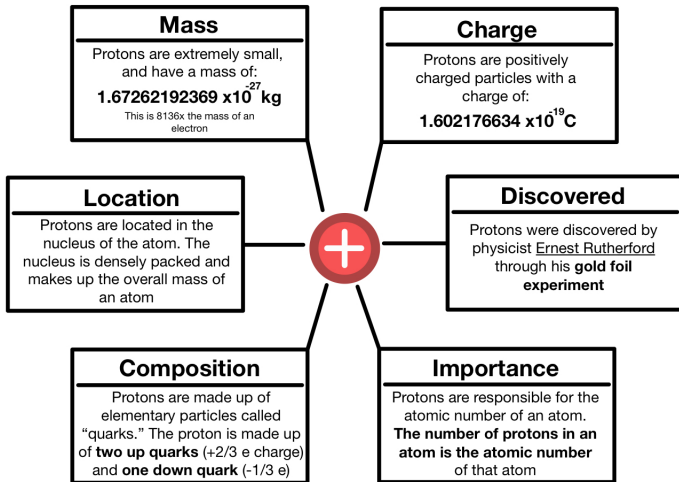 Mass
Protons are extremely small,
and have a mass of:
1.67262192369 x10⁻²⁷kg
This is 8136x the mass of an
electron
Charge
Protons are positively
charged particles with a
charge of:
1.602176634 x10⁻¹⁹C
Location
Protons are located in the
nucleus of the atom. The
nucleus is densely packed and
makes up the overall mass of
an atom
Discovered
Protons were discovered by
physicist Ernest Rutherford
through his gold foil
experiment
Composition
Protons are made up of
elementary particles called
“quarks.” The proton is made up
of two up quarks (+2/3 e charge)
and one down quark (-1/3 e)
Importance
Protons are responsible for the
atomic number of an atom.
The number of protons in an
atom is the atomic number
of that atom